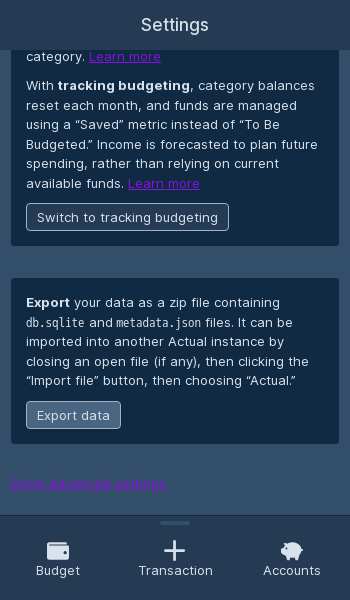 Settings
category. Learn more
With tracking budgeting, category balances
reset each month, and funds are managed
using a “Saved” metric instead of “To Be
Budgeted.” Income is forecasted to plan future
spending, rather than relying on current
available funds. Learn more
Switch to tracking budgeting
Export your data as a zip file containing
db.sqlite and metadata.json files. It can be
imported into another Actual instance by
closing an open file (if any), then clicking the
“Import file” button, then choosing “Actual.”
Export data
Show advanced settings
Budget
Transaction
Accounts